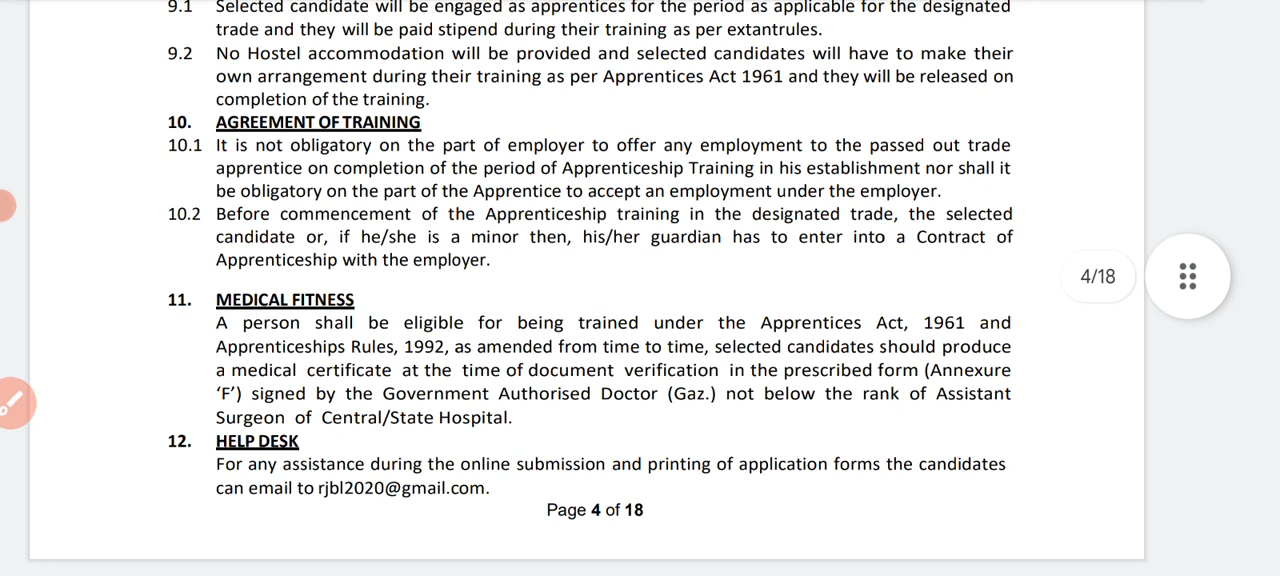 9.1 Selected candidate will be engaged as apprentices for the period as applicable for the designated
trade and they will be paid stipend during their training as per extantrules.
9.2 No Hostel accommodation will be provided and selected candidates will have to make their
own arrangement during their training as per Apprentices Act 1961 and they will be released on
completion of the training.
10. AGREEMENT OF TRAINING
10.1 It is not obligatory on the part of employer to offer any employment to the passed out trade
apprentice on completion of the period of Apprenticeship Training in his establishment nor shall it
be obligatory on the part of the Apprentice to accept an employment under the employer.
10.2 Before commencement of the Apprenticeship training in the designated trade, the selected
candidate or, if he/she is a minor then, his/her guardian has to enter into a Contract of
Apprenticeship with the employer.
4/18
11. MEDICAL FITNESS
A person shall be eligible for being trained under the Apprentices Act, 1961 and
Apprenticeships Rules, 1992, as amended from time to time, selected candidates should produce
a medical certificate at the time of document verification in the prescribed form (Annexure
‘F’) signed by the Government Authorised Doctor (Gaz.) not below the rank of Assistant
Surgeon of Central/State Hospital.
12. HELP DESK
For any assistance during the online submission and printing of application forms the candidates
can email to rjbl2020@gmail.com.
Page 4 of 18